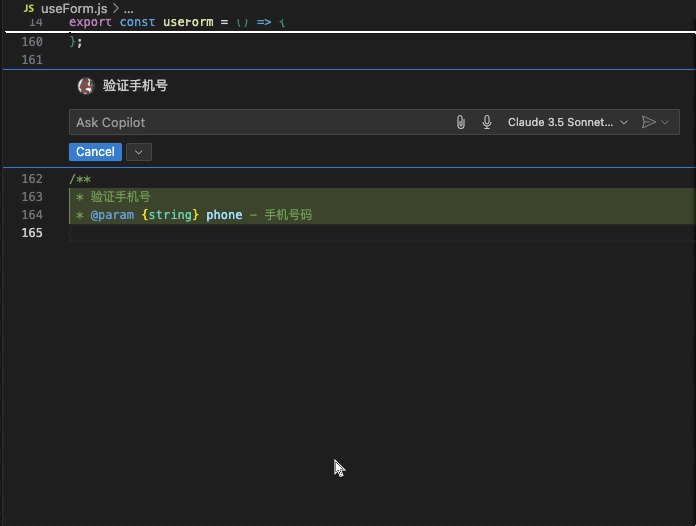 JS useForm.js > ...
14 export const useForm = () => {
160 };
161
验证手机号
Ask Copilot Claude 3.5 Sonnet...
Cancel
162 /**
163 * 验证手机号
164 * @param {string} phone - 手机号码
165